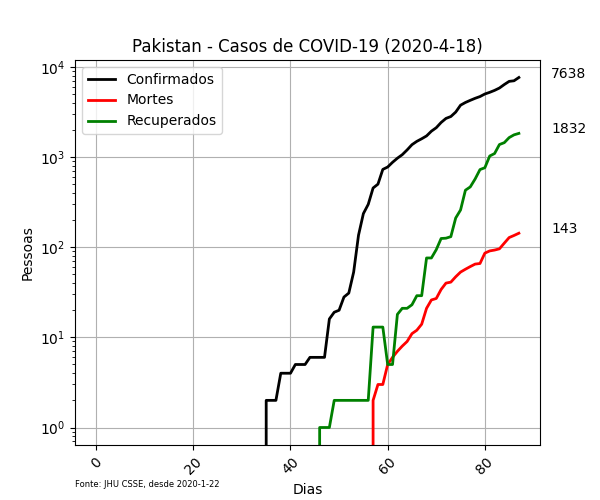 Pakistan - Casos de COVID-19 (2020-4-18)
Confirmados
Mortes
Recuperados
10⁴
10³
10²
10¹
10⁰
Pessoas
7638
1832
143
0 20 40 60 80
Dias
Fonte: JHU CSSE, desde 2020-1-22